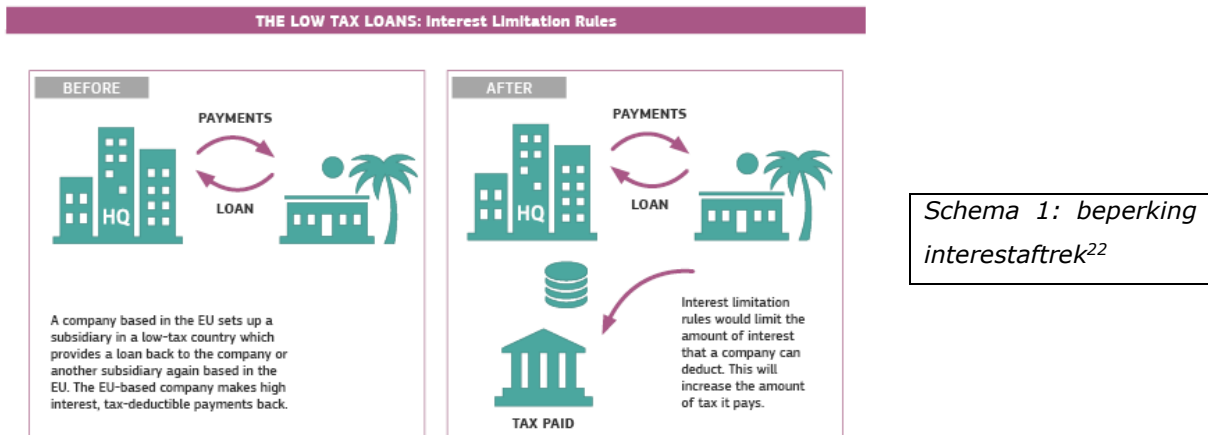 THE LOW TAX LOANS: Interest Limitation Rules
BEFORE
PAYMENTS
HQ
LOAN
A company based in the EU sets up a
subsidiary in a low-tax country which
provides a loan back to the company or
another subsidiary again based in the
EU. The EU-based company makes high
interest, tax-deductible payments back.
AFTER
PAYMENTS
HQ
LOAN
Interest limitation
rules would limit the
amount of interest
that a company can
deduct. This will
increase the amount
of tax it pays.
TAX PAID
Schema 1: beperking
interestaftrek²²